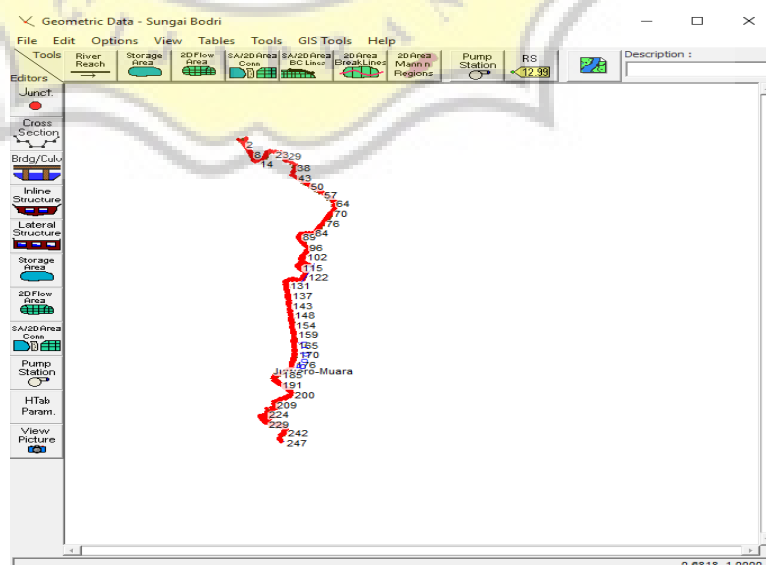 Geometric Data - Sungai Bodri
File Edit Options View Tables Tools GIS Tools Help
Tools
Editors
River
Reach
Storage
Area
2D Flow
Area
SA/2D Area
Conn
SA/2D Area
BC Lines
2D Area
BreakLines
2D Area
Mann n
Regions
Pump
Station
RS
12.99
Description :
Junct.
Cross
Section
Brdg/Culv
Inline
Structure
Lateral
Structure
Storage
Area
2D Flow
Area
SA/2D Area
Conn
Pump
Station
HTab
Param.
View
Picture
2
8
14
23
29
38
43
50
57
64
70
76
84
89
96
102
115
122
131
137
143
148
154
159
165
170
176
185
191
200
209
224
229
242
247